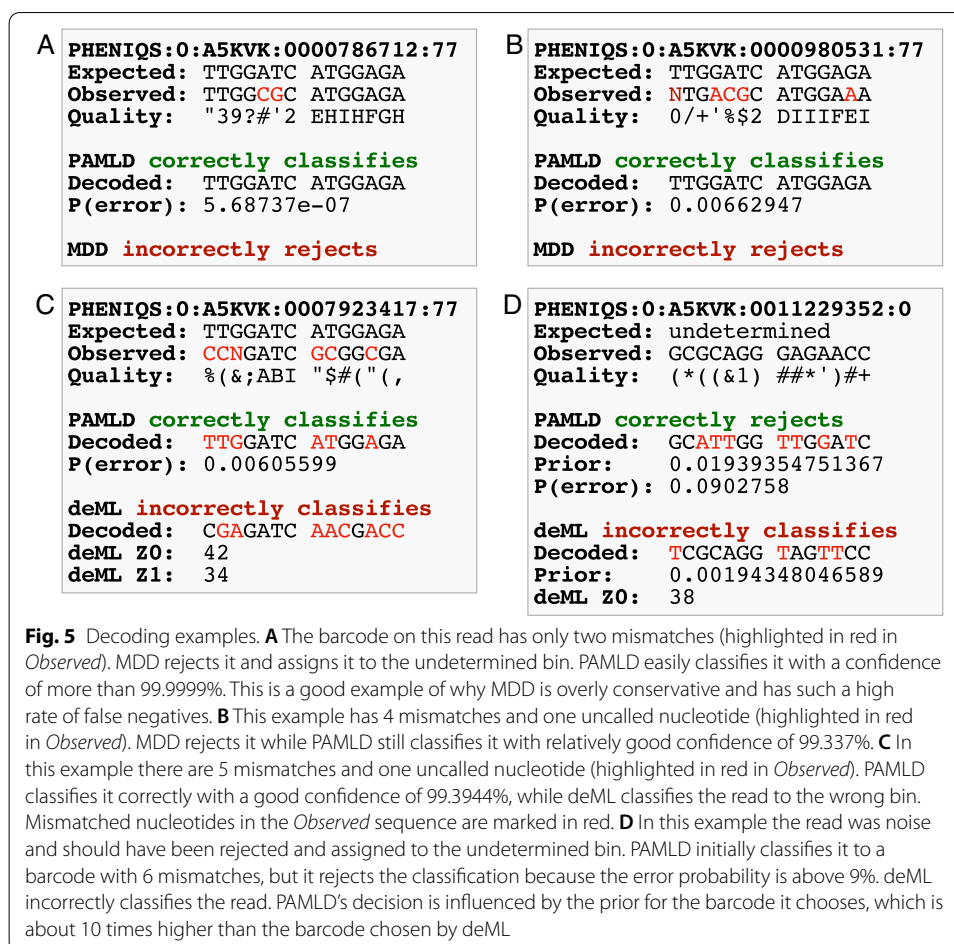 A
PHENIQS:0:A5KVK:0000786712:77
Expected: TTGGATC ATGGAGA
Observed: TTGGCGC ATGGAGA
Quality: "39?#'2 EHIHFGH
PAMLD correctly classifies
Decoded: TTGGATC ATGGAGA
P(error): 5.68737e-07
MDD incorrectly rejects
B
PHENIQS:0:A5KVK:0000980531:77
Expected: TTGGATC ATGGAGA
Observed: NTGACGC ATGGAAA
Quality: 0/+'%$2 DIIIFEI
PAMLD correctly classifies
Decoded: TTGGATC ATGGAGA
P(error): 0.00662947
MDD incorrectly rejects
C
PHENIQS:0:A5KVK:0007923417:77
Expected: TTGGATC ATGGAGA
Observed: CCNGATC GCGGCGA
Quality: %(&;ABI "$#("(,
PAMLD correctly classifies
Decoded: TTGGATC ATGGAGA
P(error): 0.00605599
deML incorrectly classifies
Decoded: CGAGATC AACGACC
deML Z0: 42
deML Z1: 34
D
PHENIQS:0:A5KVK:0011229352:0
Expected: undetermined
Observed: GCGCAGG GAGAACC
Quality: (*((&1) ##*')#+
PAMLD correctly rejects
Decoded: GCATTGG TTGGATC
Prior: 0.01939354751367
P(error): 0.0902758
deML incorrectly classifies
Decoded: TCGCAGG TAGTTCC
Prior: 0.00194348046589
deML Z0: 38
Fig. 5 Decoding examples. A The barcode on this read has only two mismatches (highlighted in red in
Observed). MDD rejects it and assigns it to the undetermined bin. PAMLD easily classifies it with a confidence
of more than 99.9999%. This is a good example of why MDD is overly conservative and has such a high
rate of false negatives. B This example has 4 mismatches and one uncalled nucleotide (highlighted in red
in Observed). MDD rejects it while PAMLD still classifies it with relatively good confidence of 99.337%. C In
this example there are 5 mismatches and one uncalled nucleotide (highlighted in red in Observed). PAMLD
classifies it correctly with a good confidence of 99.3944%, while deML classifies the read to the wrong bin.
Mismatched nucleotides in the Observed sequence are marked in red. D In this example the read was noise
and should have been rejected and assigned to the undetermined bin. PAMLD initially classifies it to a
barcode with 6 mismatches, but it rejects the classification because the error probability is above 9%. deML
incorrectly classifies the read. PAMLD's decision is influenced by the prior for the barcode it chooses, which is
about 10 times higher than the barcode chosen by deML